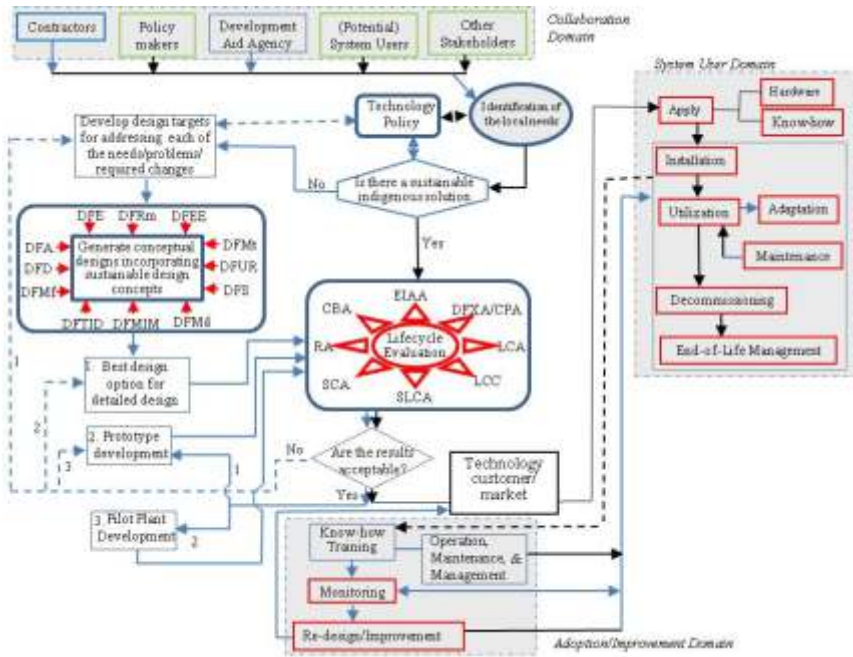 Contractors
Policy
makers
Development
Aid Agency
(Potential)
System Users
Other
Stakeholders
Collaboration
Domain
System User Domain
Technology
Policy
Identification of
the local needs
Develop design targets
for addressing each of
the needs/problems/
required changes
No
Is there a sustainable
indigenous solution
Yes
Apply
Hardware
Know-how
Installation
Utilization
Adaptation
Maintenance
Decommissioning
End-of-Life Management
DFE
DFRm
DFEE
DFA
DFD
DFMf
Generate conceptual
designs incorporating
sustainable design
concepts
DFUR
DFS
DFTID
DFMIM
DFMd
EIAA
CBA
DFXA/CPA
RA
Lifecycle
Evaluation
LCA
SCA
LCC
SLCA
1. Best design
option for
detailed design
1
2
2. Prototype
development
3
1
No
Are the results
acceptable?
Yes
Technology
customer/
market
3 Pilot Plant
Development
2
Know-how
Training
Operation,
Maintenance, &
Management
Monitoring
Re-design/Improvement
Adoption/Improvement Domain